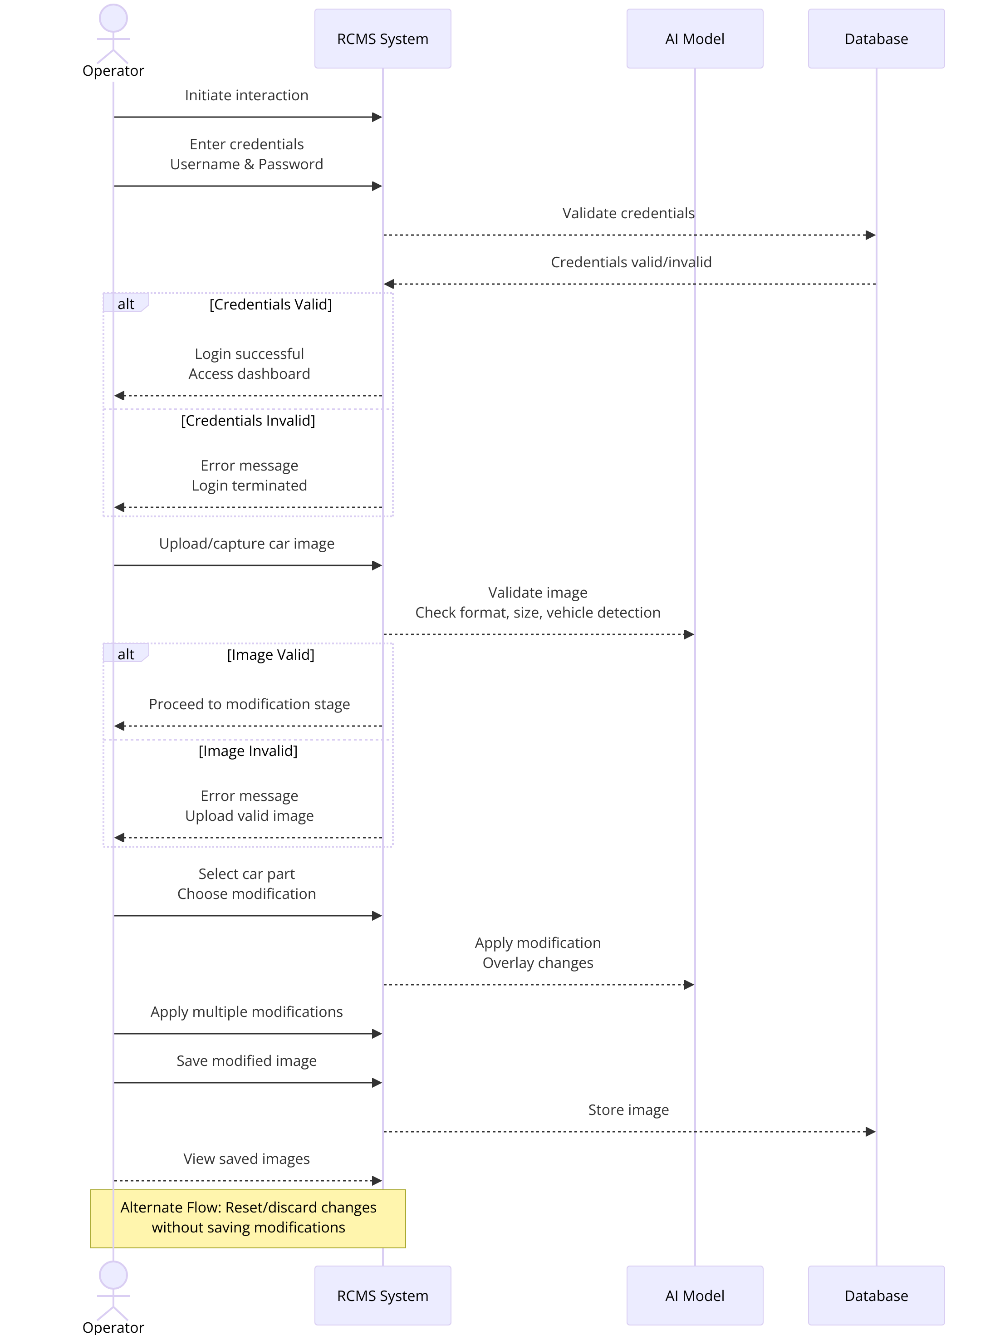 Operator
RCMS System
AI Model
Database
Initiate interaction
Enter credentials
Username & Password
Validate credentials
Credentials valid/invalid
alt
[Credentials Valid]
Login successful
Access dashboard
[Credentials Invalid]
Error message
Login terminated
Upload/capture car image
Validate image
Check format, size, vehicle detection
alt
[Image Valid]
Proceed to modification stage
[Image Invalid]
Error message
Upload valid image
Select car part
Choose modification
Apply modification
Overlay changes
Apply multiple modifications
Save modified image
Store image
View saved images
Alternate Flow: Reset/discard changes
without saving modifications
Operator
RCMS System
AI Model
Database